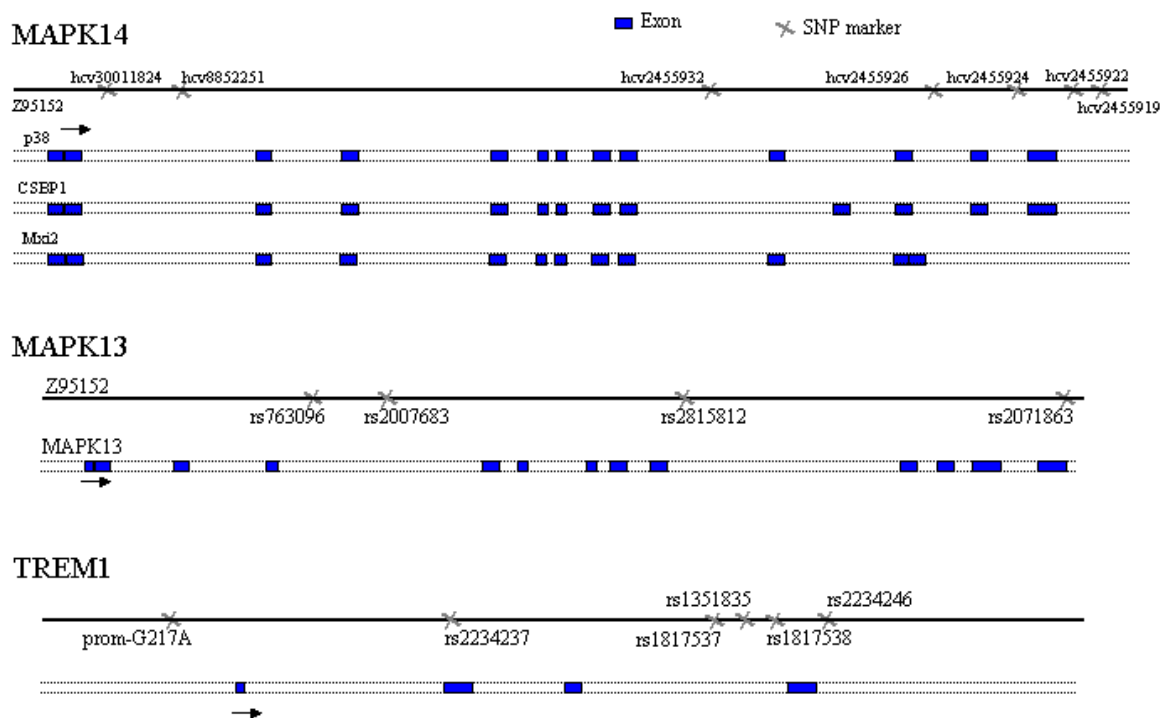 Exon
SNP marker
MAPK14
hcv30011824 hcv8852251 hcv2455932 hcv2455926 hcv2455924 hcv2455922
Z95152 hcv2455919
p38
CSBP1
Mxi2
MAPK13
Z95152
rs763096 rs2007683 rs2815812 rs2071863
MAPK13
TREM1
rs1351835 rs2234246
prom-G217A rs2234237 rs1817537 rs1817538